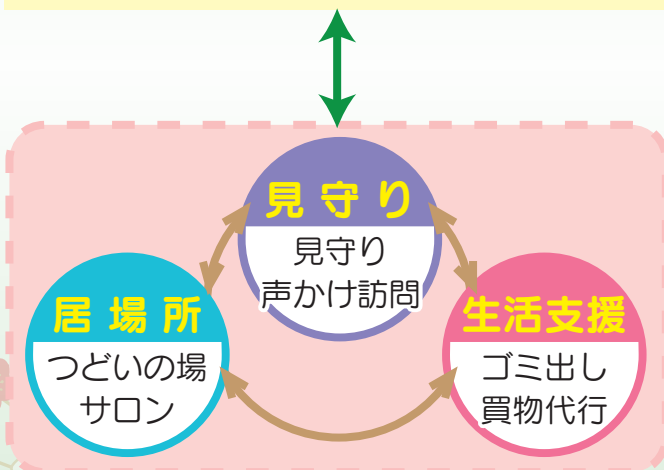 見守り
見守り
声かけ訪問
居場所
つどいの場
サロン
生活支援
ゴミ出し
買物代行